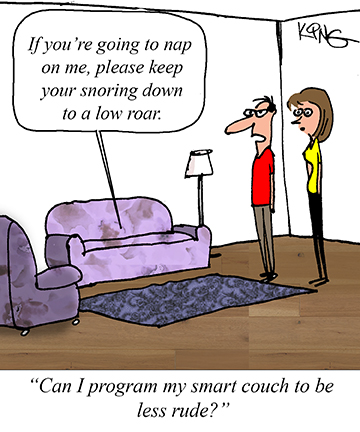 If you're going to nap
on me, please keep
your snoring down
to a low roar.
“Can I program my smart couch to be
less rude?”